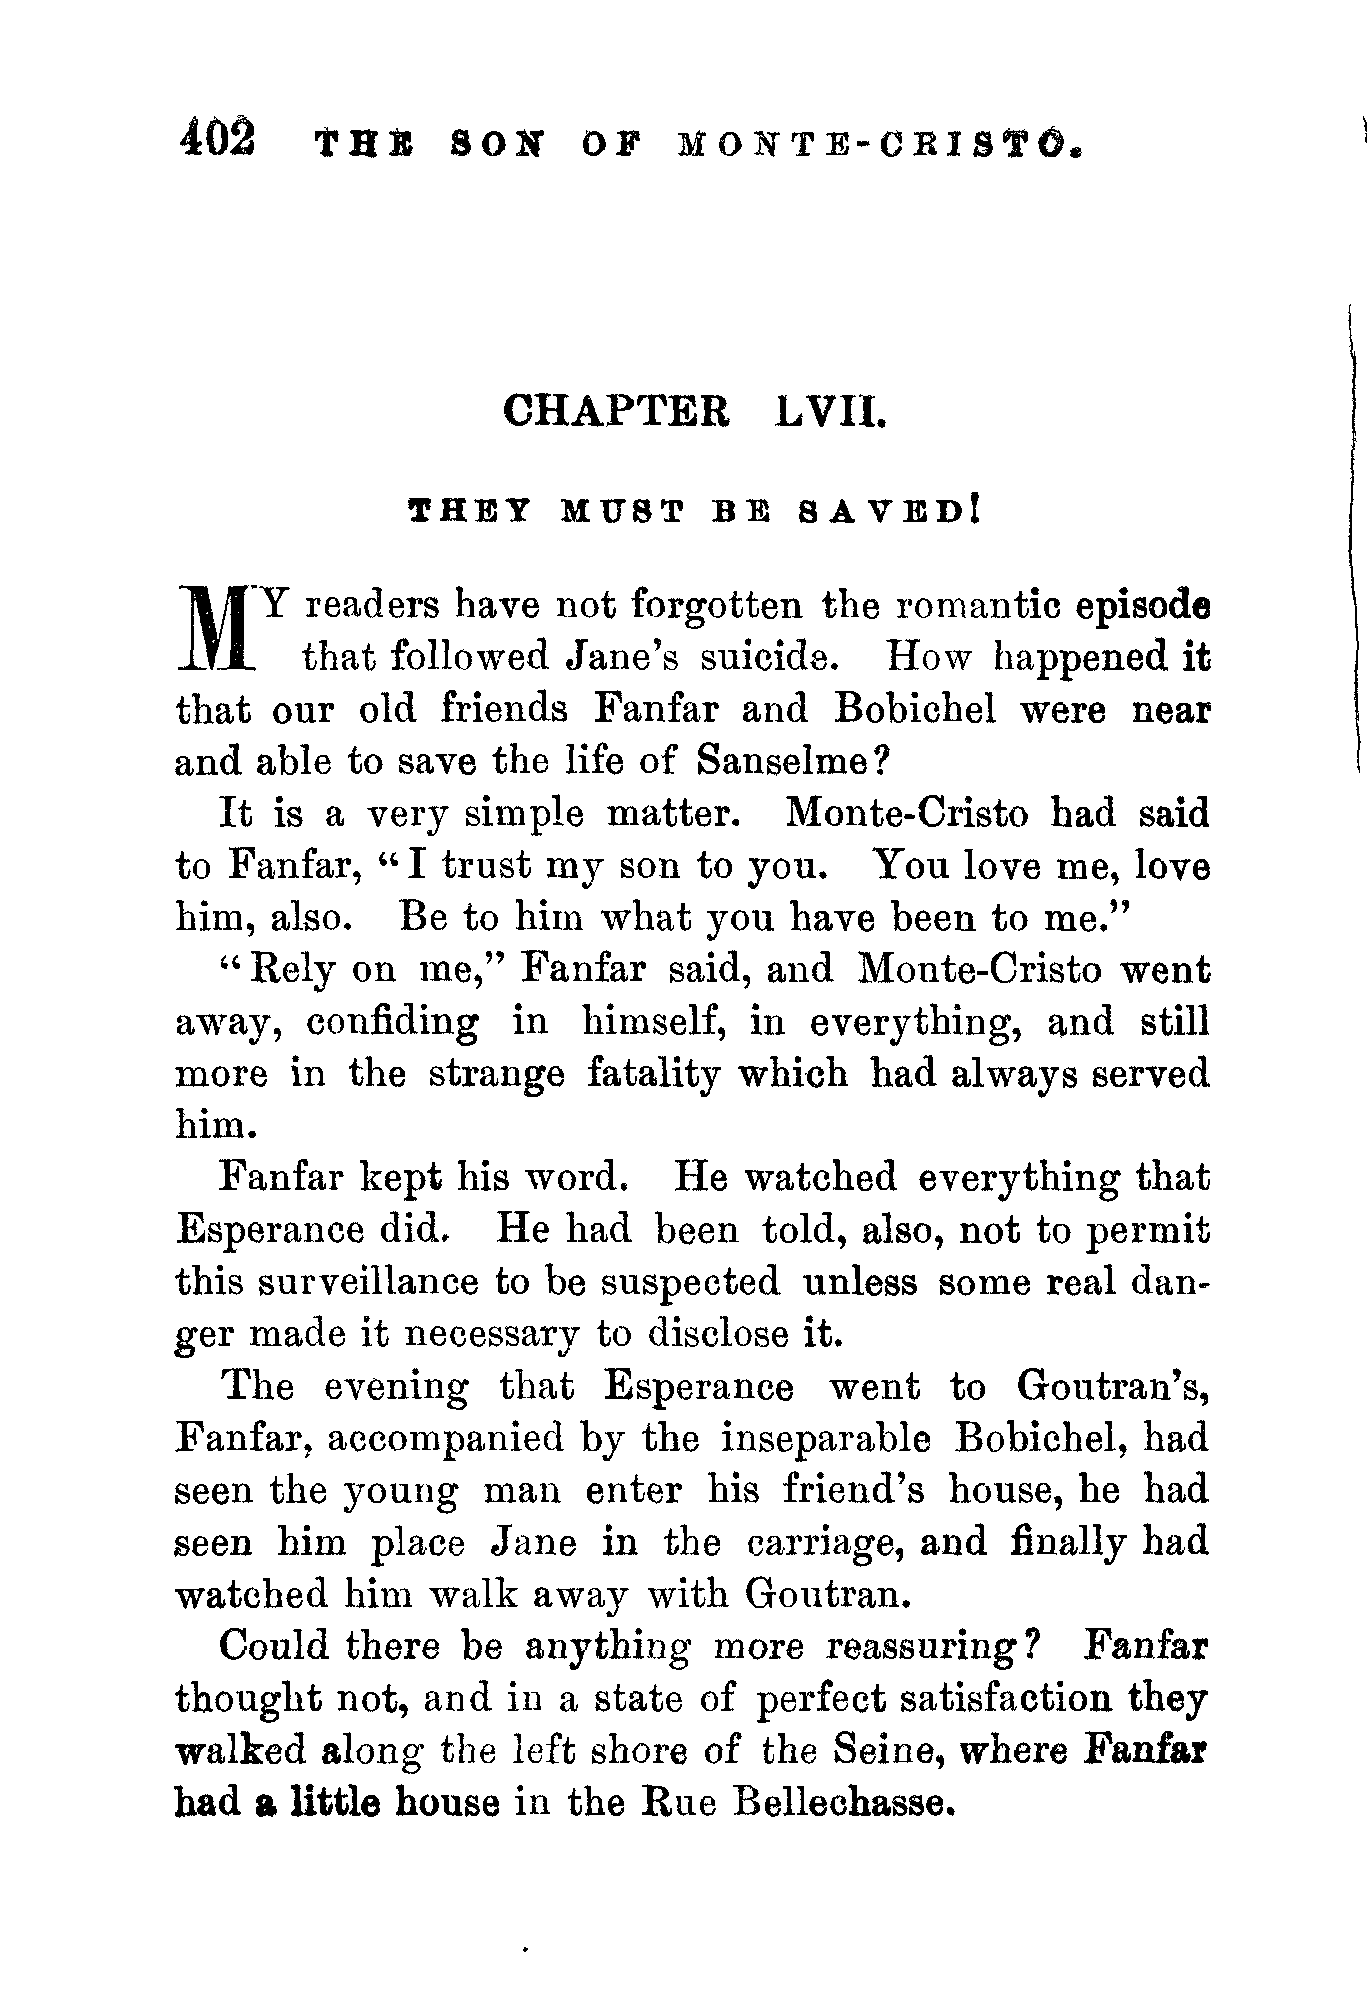 402 THE SON OF MONTE-CRISTO.
CHAPTER LVII.
THEY MUST BE SAVED!
MY readers have not forgotten the romantic episode
that followed Jane's suicide. How happened it
that our old friends Fanfar and Bobichel were near
and able to save the life of Sanselme?
It is a very simple matter. Monte-Cristo had said
to Fanfar, "I trust my son to you. You love me, love
him, also. Be to him what you have been to me."
"Rely on me," Fanfar said, and Monte-Cristo went
away, confiding in himself, in everything, and still
more in the strange fatality which had always served
him.
Fanfar kept his word. He watched everything that
Esperance did. He had been told, also, not to permit
this surveillance to be suspected unless some real dan-
ger made it necessary to disclose it.
The evening that Esperance went to Goutran's,
Fanfar, accompanied by the inseparable Bobichel, had
seen the young man enter his friend's house, he had
seen him place Jane in the carriage, and finally had
watched him walk away with Goutran.
Could there be anything more reassuring? Fanfar
thought not, and in a state of perfect satisfaction they
walked along the left shore of the Seine, where Fanfar
had a little house in the Rue Bellechasse.